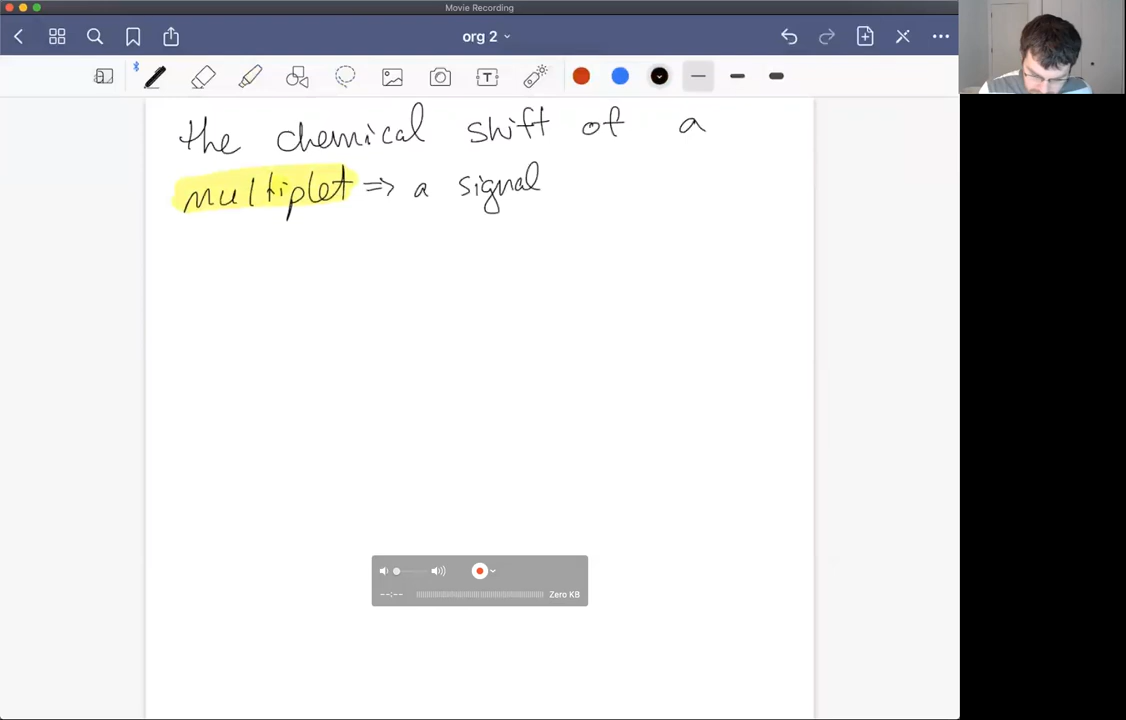 Movie Recording
org 2
T
the chemical shift of a
multiplet ⇒ a signal
--:-- Zero KB